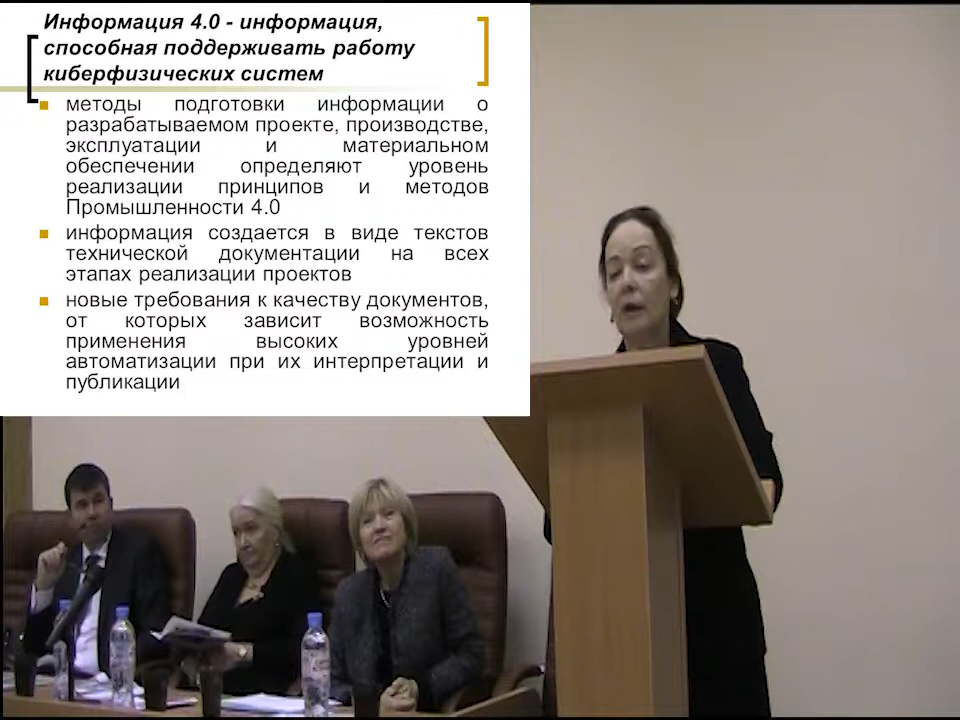 Информация 4.0 - информация,
способная поддерживать работу
киберфизических систем
методы подготовки информации о
разрабатываемом проекте, производстве,
эксплуатации и материальном
обеспечении определяют уровень
реализации принципов и методов
Промышленности 4.0
информация создается в виде текстов
технической документации на всех
этапах реализации проектов
новые требования к качеству документов,
от которых зависит возможность
применения высоких уровней
автоматизации при их интерпретации и
публикации